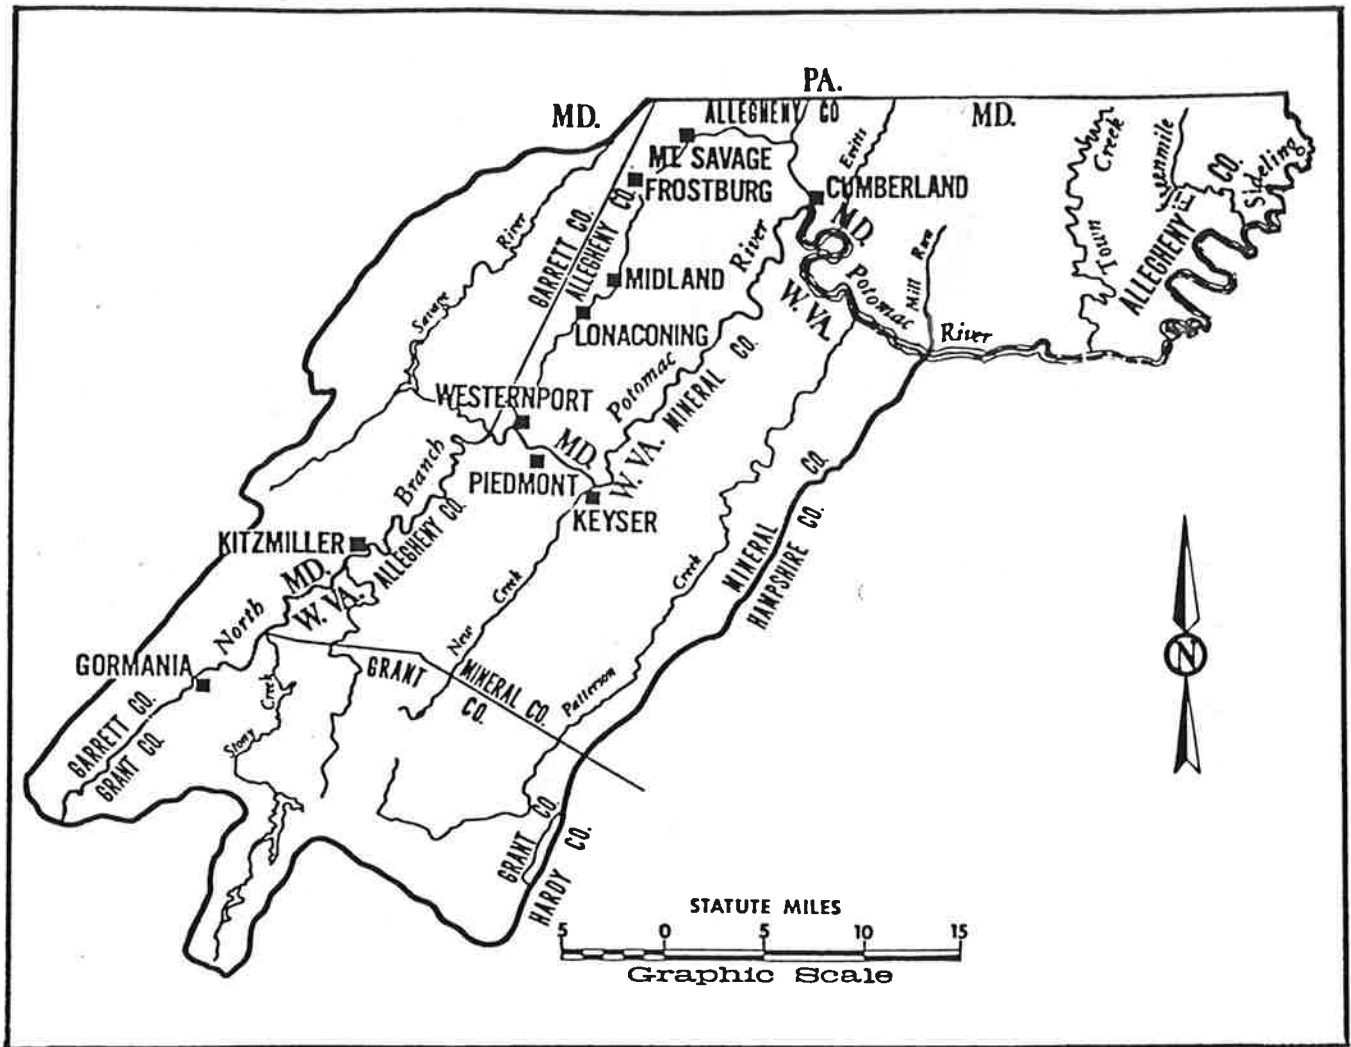 PA.
MD.
ALLEGHENY CO
MD.
MT SAVAGE
FROSTBURG
CUMBERLAND
Evitts
Town Creek
CO.
Sideling
ALLEGHENY
GARRETT CO.
ALLEGHENY CO.
Savage River
MIDLAND
LONACONING
River
MD.
W. VA.
Potomac
Mill Run
River
WESTERNPORT
Potomac
MINERAL CO.
MD.
W. VA.
PIEDMONT
KEYSER
Branch
ALLEGHENY CO.
KITZMILLER
MD.
W. VA.
North
GORMANIA
New Creek
Creek
Patterson
MINERAL CO.
HAMPSHIRE CO.
N
GRANT CO.
MINERAL CO.
GARRETT CO.
GRANT CO.
Stony Creek
GRANT CO.
HARDY CO.
STATUTE MILES
5 0 5 10 15
Graphic Scale